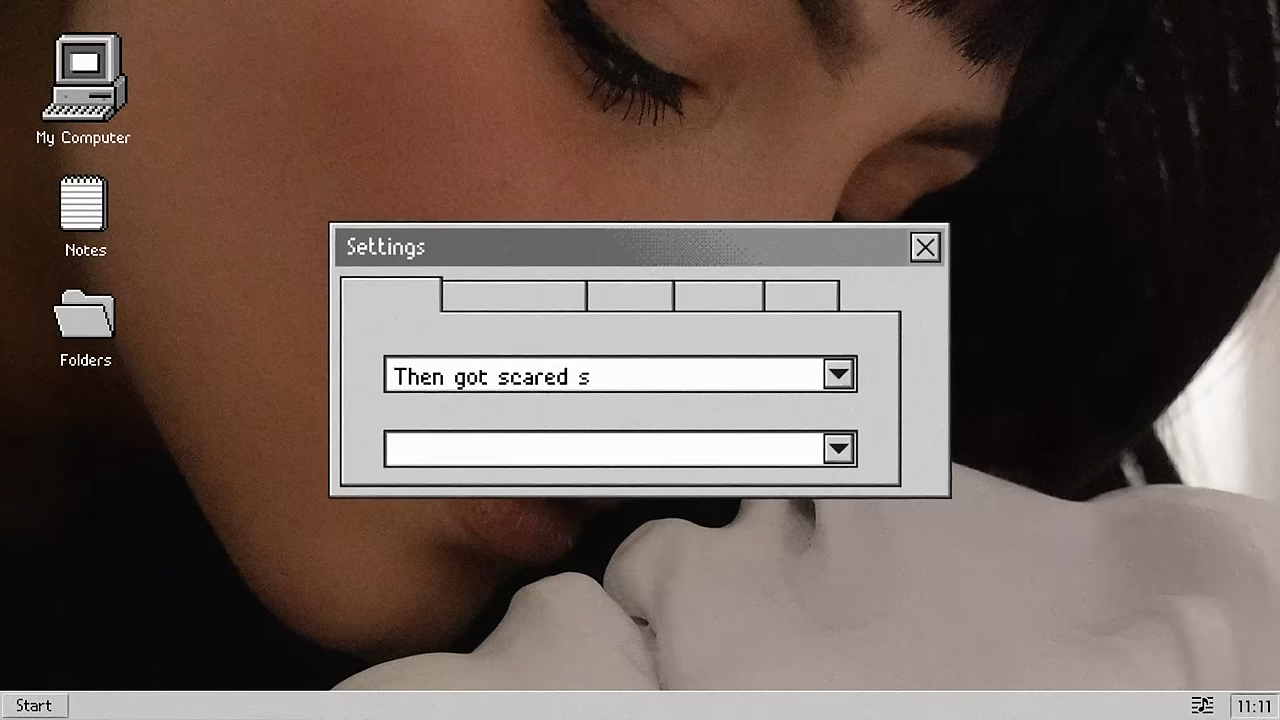 My Computer
Notes
Folders
Settings
Then got scared s
Start
11:11